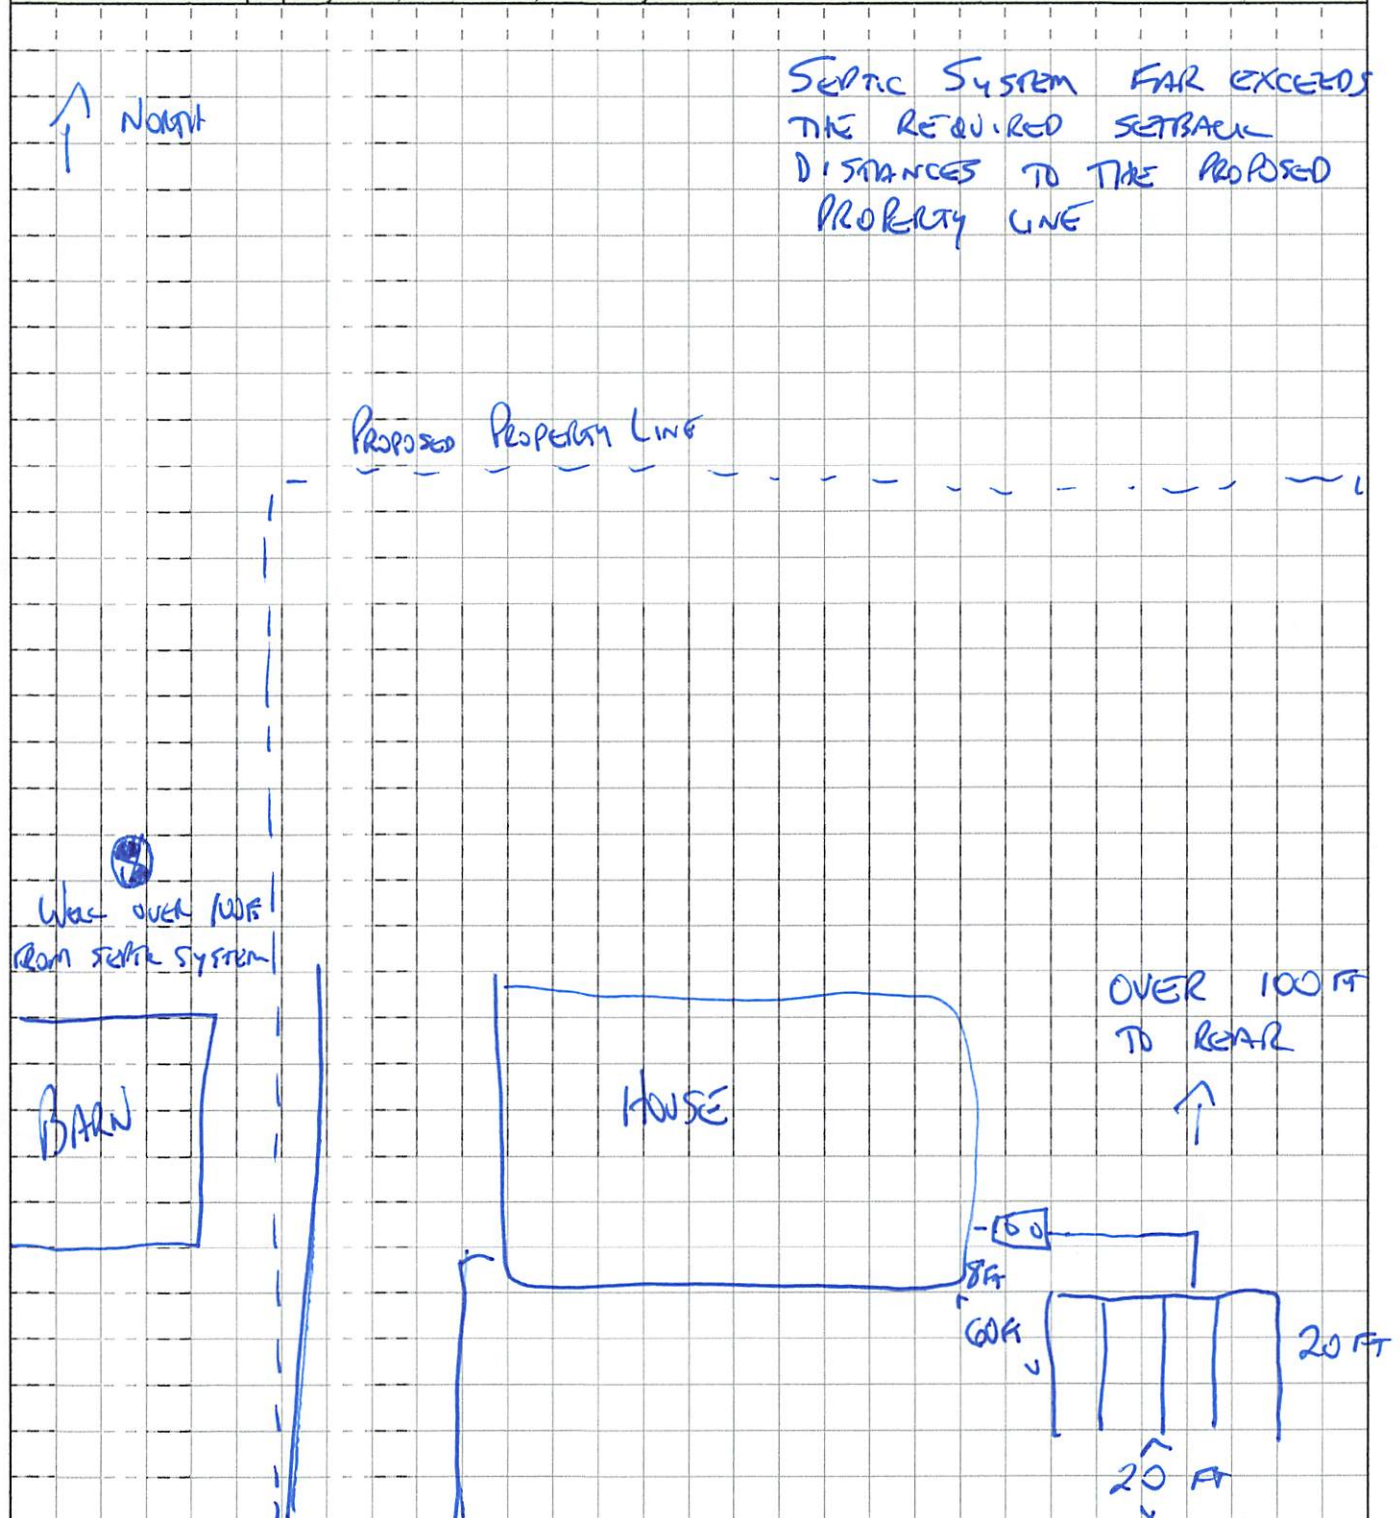 NORTH
SEPTIC SYSTEM FAR EXCEEDS
THE REQUIRED SETBACK
DISTANCES TO THE PROPOSED
PROPERTY LINE
PROPOSED PROPERTY LINE
WELL OVER 100FT
FROM SEPTIC SYSTEM
OVER 100 FT
TO REAR
BARN
HOUSE
8FT
60FT
20 FT
20 FT